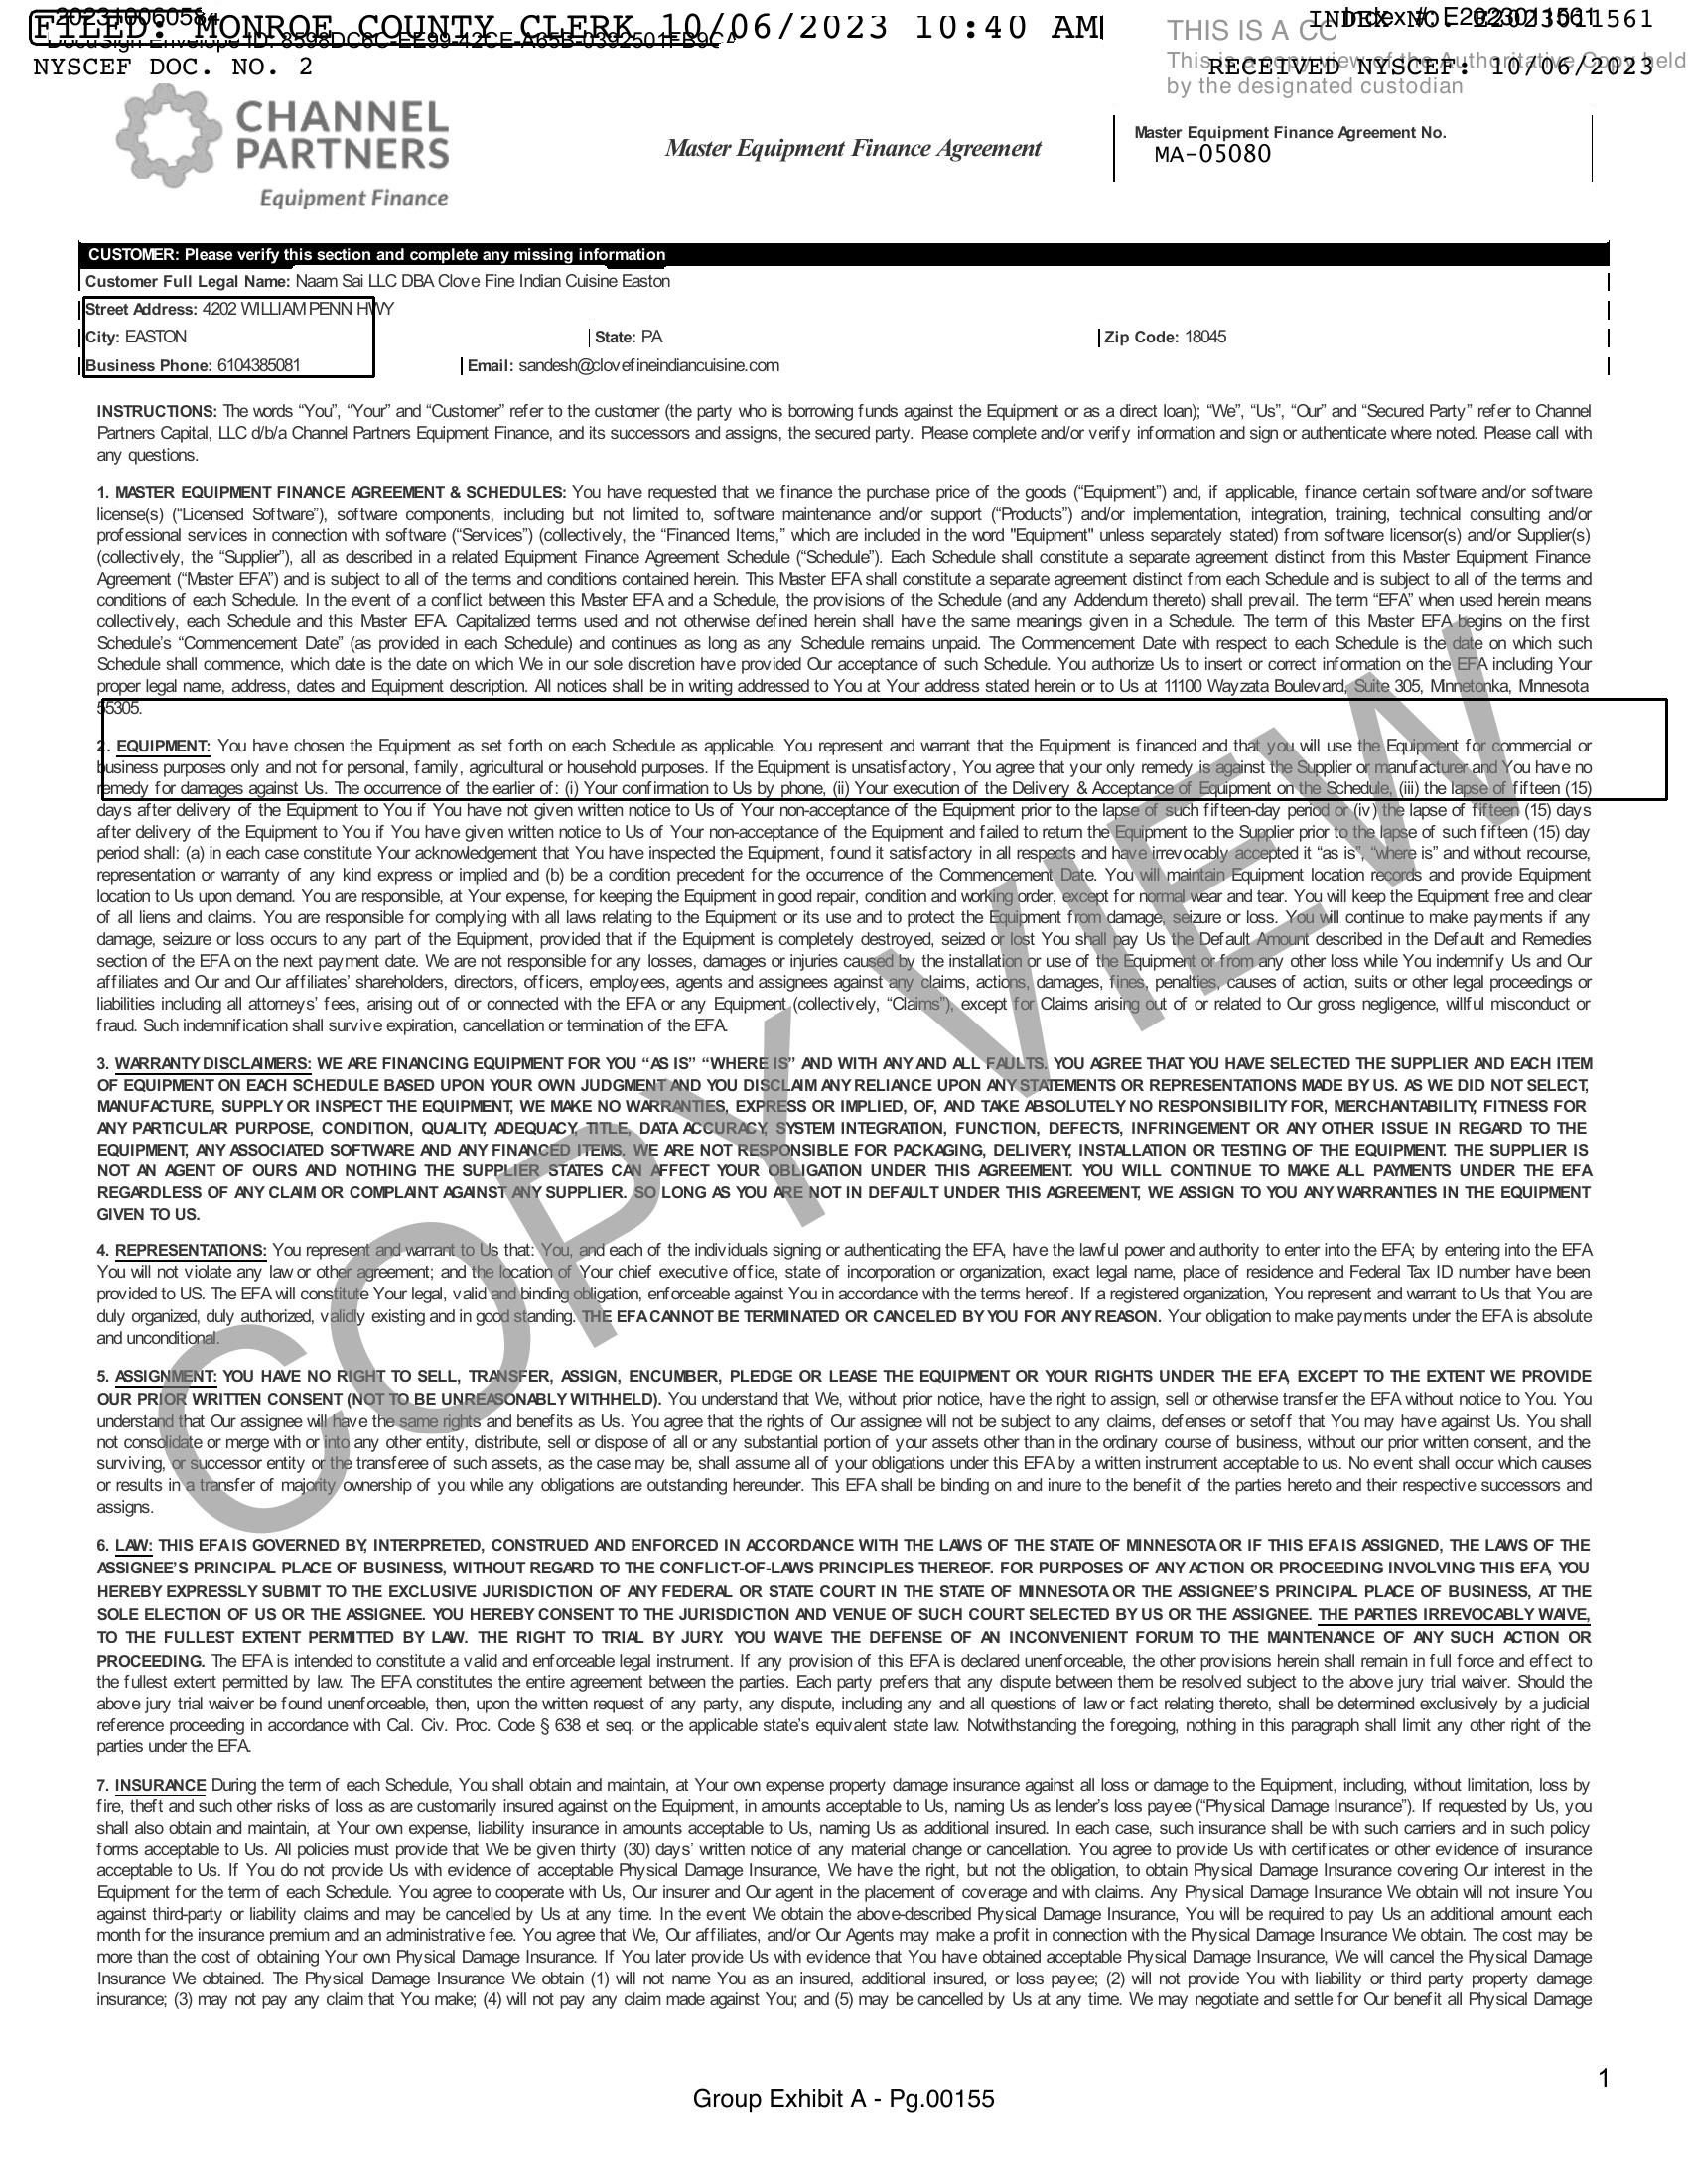 202310060584
FILED: MONROE COUNTY CLERK 10/06/2023 10:40 AM
INDEX NO. E2023011561
Index #: E2023011561
DocuSign Envelope ID: 8598DC6C-EE99-42CE-A65B-0392501FB9CA
THIS IS A CO
NYSCEF DOC. NO. 2
This is a copy view of the Authoritative Copy held
RECEIVED NYSCEF: 10/06/2023
by the designated custodian
CHANNEL
PARTNERS
Equipment Finance
Master Equipment Finance Agreement
Master Equipment Finance Agreement No.
MA-05080
CUSTOMER: Please verify this section and complete any missing information
Customer Full Legal Name: Naam Sai LLC DBA Clove Fine Indian Cuisine Easton
Street Address: 4202 WILLIAM PENN HWY
City: EASTON State: PA Zip Code: 18045
Business Phone: 6104385081 Email: sandesh@clovefineindiancuisine.com
INSTRUCTIONS: The words “You”, “Your” and “Customer” refer to the customer (the party who is borrowing funds against the Equipment or as a direct loan); “We”, “Us”, “Our” and “Secured Party” refer to Channel
Partners Capital, LLC d/b/a Channel Partners Equipment Finance, and its successors and assigns, the secured party. Please complete and/or verify information and sign or authenticate where noted. Please call with
any questions.
1. MASTER EQUIPMENT FINANCE AGREEMENT & SCHEDULES: You have requested that we finance the purchase price of the goods (“Equipment”) and, if applicable, finance certain software and/or software
license(s) (“Licensed Software”), software components, including but not limited to, software maintenance and/or support (“Products”) and/or implementation, integration, training, technical consulting and/or
professional services in connection with software (“Services”) (collectively, the “Financed Items,” which are included in the word "Equipment" unless separately stated) from software licensor(s) and/or Supplier(s)
(collectively, the “Supplier”), all as described in a related Equipment Finance Agreement Schedule (“Schedule”). Each Schedule shall constitute a separate agreement distinct from this Master Equipment Finance
Agreement (“Master EFA”) and is subject to all of the terms and conditions contained herein. This Master EFA shall constitute a separate agreement distinct from each Schedule and is subject to all of the terms and
conditions of each Schedule. In the event of a conflict between this Master EFA and a Schedule, the provisions of the Schedule (and any Addendum thereto) shall prevail. The term “EFA” when used herein means
collectively, each Schedule and this Master EFA. Capitalized terms used and not otherwise defined herein shall have the same meanings given in a Schedule. The term of this Master EFA begins on the first
Schedule’s “Commencement Date” (as provided in each Schedule) and continues as long as any Schedule remains unpaid. The Commencement Date with respect to each Schedule is the date on which such
Schedule shall commence, which date is the date on which We in our sole discretion have provided Our acceptance of such Schedule. You authorize Us to insert or correct information on the EFA including Your
proper legal name, address, dates and Equipment description. All notices shall be in writing addressed to You at Your address stated herein or to Us at 11100 Wayzata Boulevard, Suite 305, Minnetonka, Minnesota
55305.
2. EQUIPMENT: You have chosen the Equipment as set forth on each Schedule as applicable. You represent and warrant that the Equipment is financed and that you will use the Equipment for commercial or
business purposes only and not for personal, family, agricultural or household purposes. If the Equipment is unsatisfactory, You agree that your only remedy is against the Supplier or manufacturer and You have no
remedy for damages against Us. The occurrence of the earlier of: (i) Your confirmation to Us by phone, (ii) Your execution of the Delivery & Acceptance of Equipment on the Schedule, (iii) the lapse of fifteen (15)
days after delivery of the Equipment to You if You have not given written notice to Us of Your non-acceptance of the Equipment prior to the lapse of such fifteen-day period or (iv) the lapse of fifteen (15) days
after delivery of the Equipment to You if You have given written notice to Us of Your non-acceptance of the Equipment and failed to return the Equipment to the Supplier prior to the lapse of such fifteen (15) day
period shall: (a) in each case constitute Your acknowledgement that You have inspected the Equipment, found it satisfactory in all respects and have irrevocably accepted it “as is”, “where is” and without recourse,
representation or warranty of any kind express or implied and (b) be a condition precedent for the occurrence of the Commencement Date. You will maintain Equipment location records and provide Equipment
location to Us upon demand. You are responsible, at Your expense, for keeping the Equipment in good repair, condition and working order, except for normal wear and tear. You will keep the Equipment free and clear
of all liens and claims. You are responsible for complying with all laws relating to the Equipment or its use and to protect the Equipment from damage, seizure or loss. You will continue to make payments if any
damage, seizure or loss occurs to any part of the Equipment, provided that if the Equipment is completely destroyed, seized or lost You shall pay Us the Default Amount described in the Default and Remedies
section of the EFA on the next payment date. We are not responsible for any losses, damages or injuries caused by the installation or use of the Equipment or from any other loss while You indemnify Us and Our
affiliates and Our and Our affiliates’ shareholders, directors, officers, employees, agents and assignees against any claims, actions, damages, fines, penalties, causes of action, suits or other legal proceedings or
liabilities including all attorneys’ fees, arising out of or connected with the EFA or any Equipment (collectively, “Claims”), except for Claims arising out of or related to Our gross negligence, willful misconduct or
fraud. Such indemnification shall survive expiration, cancellation or termination of the EFA.
3. WARRANTY DISCLAIMERS: WE ARE FINANCING EQUIPMENT FOR YOU “AS IS” “WHERE IS” AND WITH ANY AND ALL FAULTS. YOU AGREE THAT YOU HAVE SELECTED THE SUPPLIER AND EACH ITEM
OF EQUIPMENT ON EACH SCHEDULE BASED UPON YOUR OWN JUDGMENT AND YOU DISCLAIM ANY RELIANCE UPON ANY STATEMENTS OR REPRESENTATIONS MADE BY US. AS WE DID NOT SELECT,
MANUFACTURE, SUPPLY OR INSPECT THE EQUIPMENT, WE MAKE NO WARRANTIES, EXPRESS OR IMPLIED, OF, AND TAKE ABSOLUTELY NO RESPONSIBILITY FOR, MERCHANTABILITY, FITNESS FOR
ANY PARTICULAR PURPOSE, CONDITION, QUALITY, ADEQUACY, TITLE, DATA ACCURACY, SYSTEM INTEGRATION, FUNCTION, DEFECTS, INFRINGEMENT OR ANY OTHER ISSUE IN REGARD TO THE
EQUIPMENT, ANY ASSOCIATED SOFTWARE AND ANY FINANCED ITEMS. WE ARE NOT RESPONSIBLE FOR PACKAGING, DELIVERY, INSTALLATION OR TESTING OF THE EQUIPMENT. THE SUPPLIER IS
NOT AN AGENT OF OURS AND NOTHING THE SUPPLIER STATES CAN AFFECT YOUR OBLIGATION UNDER THIS AGREEMENT. YOU WILL CONTINUE TO MAKE ALL PAYMENTS UNDER THE EFA
REGARDLESS OF ANY CLAIM OR COMPLAINT AGAINST ANY SUPPLIER. SO LONG AS YOU ARE NOT IN DEFAULT UNDER THIS AGREEMENT, WE ASSIGN TO YOU ANY WARRANTIES IN THE EQUIPMENT
GIVEN TO US.
4. REPRESENTATIONS: You represent and warrant to Us that: You, and each of the individuals signing or authenticating the EFA, have the lawful power and authority to enter into the EFA; by entering into the EFA
You will not violate any law or other agreement; and the location of Your chief executive office, state of incorporation or organization, exact legal name, place of residence and Federal Tax ID number have been
provided to US. The EFA will constitute Your legal, valid and binding obligation, enforceable against You in accordance with the terms hereof. If a registered organization, You represent and warrant to Us that You are
duly organized, duly authorized, validly existing and in good standing. THE EFA CANNOT BE TERMINATED OR CANCELED BY YOU FOR ANY REASON. Your obligation to make payments under the EFA is absolute
and unconditional.
5. ASSIGNMENT: YOU HAVE NO RIGHT TO SELL, TRANSFER, ASSIGN, ENCUMBER, PLEDGE OR LEASE THE EQUIPMENT OR YOUR RIGHTS UNDER THE EFA, EXCEPT TO THE EXTENT WE PROVIDE
OUR PRIOR WRITTEN CONSENT (NOT TO BE UNREASONABLY WITHHELD). You understand that We, without prior notice, have the right to assign, sell or otherwise transfer the EFA without notice to You. You
understand that Our assignee will have the same rights and benefits as Us. You agree that the rights of Our assignee will not be subject to any claims, defenses or setoff that You may have against Us. You shall
not consolidate or merge with or into any other entity, distribute, sell or dispose of all or any substantial portion of your assets other than in the ordinary course of business, without our prior written consent, and the
surviving, or successor entity or the transferee of such assets, as the case may be, shall assume all of your obligations under this EFA by a written instrument acceptable to us. No event shall occur which causes
or results in a transfer of majority ownership of you while any obligations are outstanding hereunder. This EFA shall be binding on and inure to the benefit of the parties hereto and their respective successors and
assigns.
6. LAW: THIS EFA IS GOVERNED BY, INTERPRETED, CONSTRUED AND ENFORCED IN ACCORDANCE WITH THE LAWS OF THE STATE OF MINNESOTA OR IF THIS EFA IS ASSIGNED, THE LAWS OF THE
ASSIGNEE’S PRINCIPAL PLACE OF BUSINESS, WITHOUT REGARD TO THE CONFLICT-OF-LAWS PRINCIPLES THEREOF. FOR PURPOSES OF ANY ACTION OR PROCEEDING INVOLVING THIS EFA, YOU
HEREBY EXPRESSLY SUBMIT TO THE EXCLUSIVE JURISDICTION OF ANY FEDERAL OR STATE COURT IN THE STATE OF MINNESOTA OR THE ASSIGNEE’S PRINCIPAL PLACE OF BUSINESS, AT THE
SOLE ELECTION OF US OR THE ASSIGNEE. YOU HEREBY CONSENT TO THE JURISDICTION AND VENUE OF SUCH COURT SELECTED BY US OR THE ASSIGNEE. THE PARTIES IRREVOCABLY WAIVE,
TO THE FULLEST EXTENT PERMITTED BY LAW. THE RIGHT TO TRIAL BY JURY. YOU WAIVE THE DEFENSE OF AN INCONVENIENT FORUM TO THE MAINTENANCE OF ANY SUCH ACTION OR
PROCEEDING. The EFA is intended to constitute a valid and enforceable legal instrument. If any provision of this EFA is declared unenforceable, the other provisions herein shall remain in full force and effect to
the fullest extent permitted by law. The EFA constitutes the entire agreement between the parties. Each party prefers that any dispute between them be resolved subject to the above jury trial waiver. Should the
above jury trial waiver be found unenforceable, then, upon the written request of any party, any dispute, including any and all questions of law or fact relating thereto, shall be determined exclusively by a judicial
reference proceeding in accordance with Cal. Civ. Proc. Code § 638 et seq. or the applicable state’s equivalent state law. Notwithstanding the foregoing, nothing in this paragraph shall limit any other right of the
parties under the EFA.
7. INSURANCE During the term of each Schedule, You shall obtain and maintain, at Your own expense property damage insurance against all loss or damage to the Equipment, including, without limitation, loss by
fire, theft and such other risks of loss as are customarily insured against on the Equipment, in amounts acceptable to Us, naming Us as lender’s loss payee (“Physical Damage Insurance”). If requested by Us, you
shall also obtain and maintain, at Your own expense, liability insurance in amounts acceptable to Us, naming Us as additional insured. In each case, such insurance shall be with such carriers and in such policy
forms acceptable to Us. All policies must provide that We be given thirty (30) days’ written notice of any material change or cancellation. You agree to provide Us with certificates or other evidence of insurance
acceptable to Us. If You do not provide Us with evidence of acceptable Physical Damage Insurance, We have the right, but not the obligation, to obtain Physical Damage Insurance covering Our interest in the
Equipment for the term of each Schedule. You agree to cooperate with Us, Our insurer and Our agent in the placement of coverage and with claims. Any Physical Damage Insurance We obtain will not insure You
against third-party or liability claims and may be cancelled by Us at any time. In the event We obtain the above-described Physical Damage Insurance, You will be required to pay Us an additional amount each
month for the insurance premium and an administrative fee. You agree that We, Our affiliates, and/or Our Agents may make a profit in connection with the Physical Damage Insurance We obtain. The cost may be
more than the cost of obtaining Your own Physical Damage Insurance. If You later provide Us with evidence that You have obtained acceptable Physical Damage Insurance, We will cancel the Physical Damage
Insurance We obtained. The Physical Damage Insurance We obtain (1) will not name You as an insured, additional insured, or loss payee; (2) will not provide You with liability or third party property damage
insurance; (3) may not pay any claim that You make; (4) will not pay any claim made against You; and (5) may be cancelled by Us at any time. We may negotiate and settle for Our benefit all Physical Damage
COPY VIEW
1
Group Exhibit A - Pg.00155